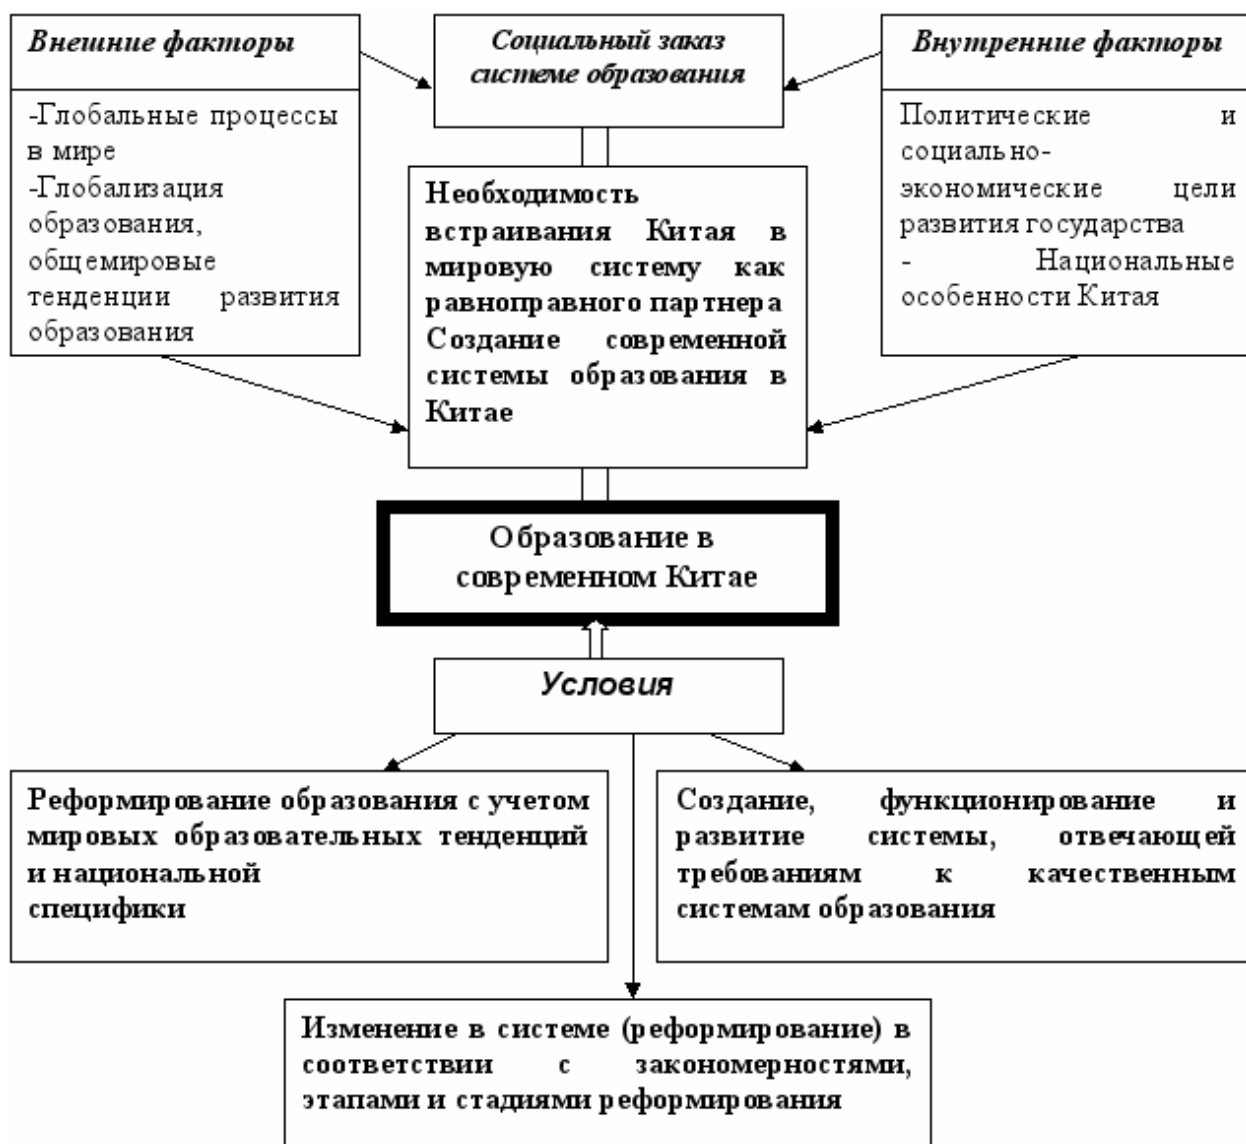 Внешние факторы
-Глобальные процессы
в мире
-Глобализация
образования,
общемировые
тенденции развития
образования
Социальный заказ
системе образования
Внутренние факторы
Политические и
социально-
экономические цели
развития государства
- Национальные
особенности Китая
Необходимость
встраивания Китая в
мировую систему как
равноправного партнера
Создание современной
системы образования в
Китае
Образование в
современном Китае
Условия
Реформирование образования с учетом
мировых образовательных тенденций
и национальной
специфики
Создание, функционирование и
развитие системы, отвечающей
требованиям к качественным
системам образования
Изменение в системе (реформирование) в
соответствии с закономерностями,
этапами и стадиями реформирования